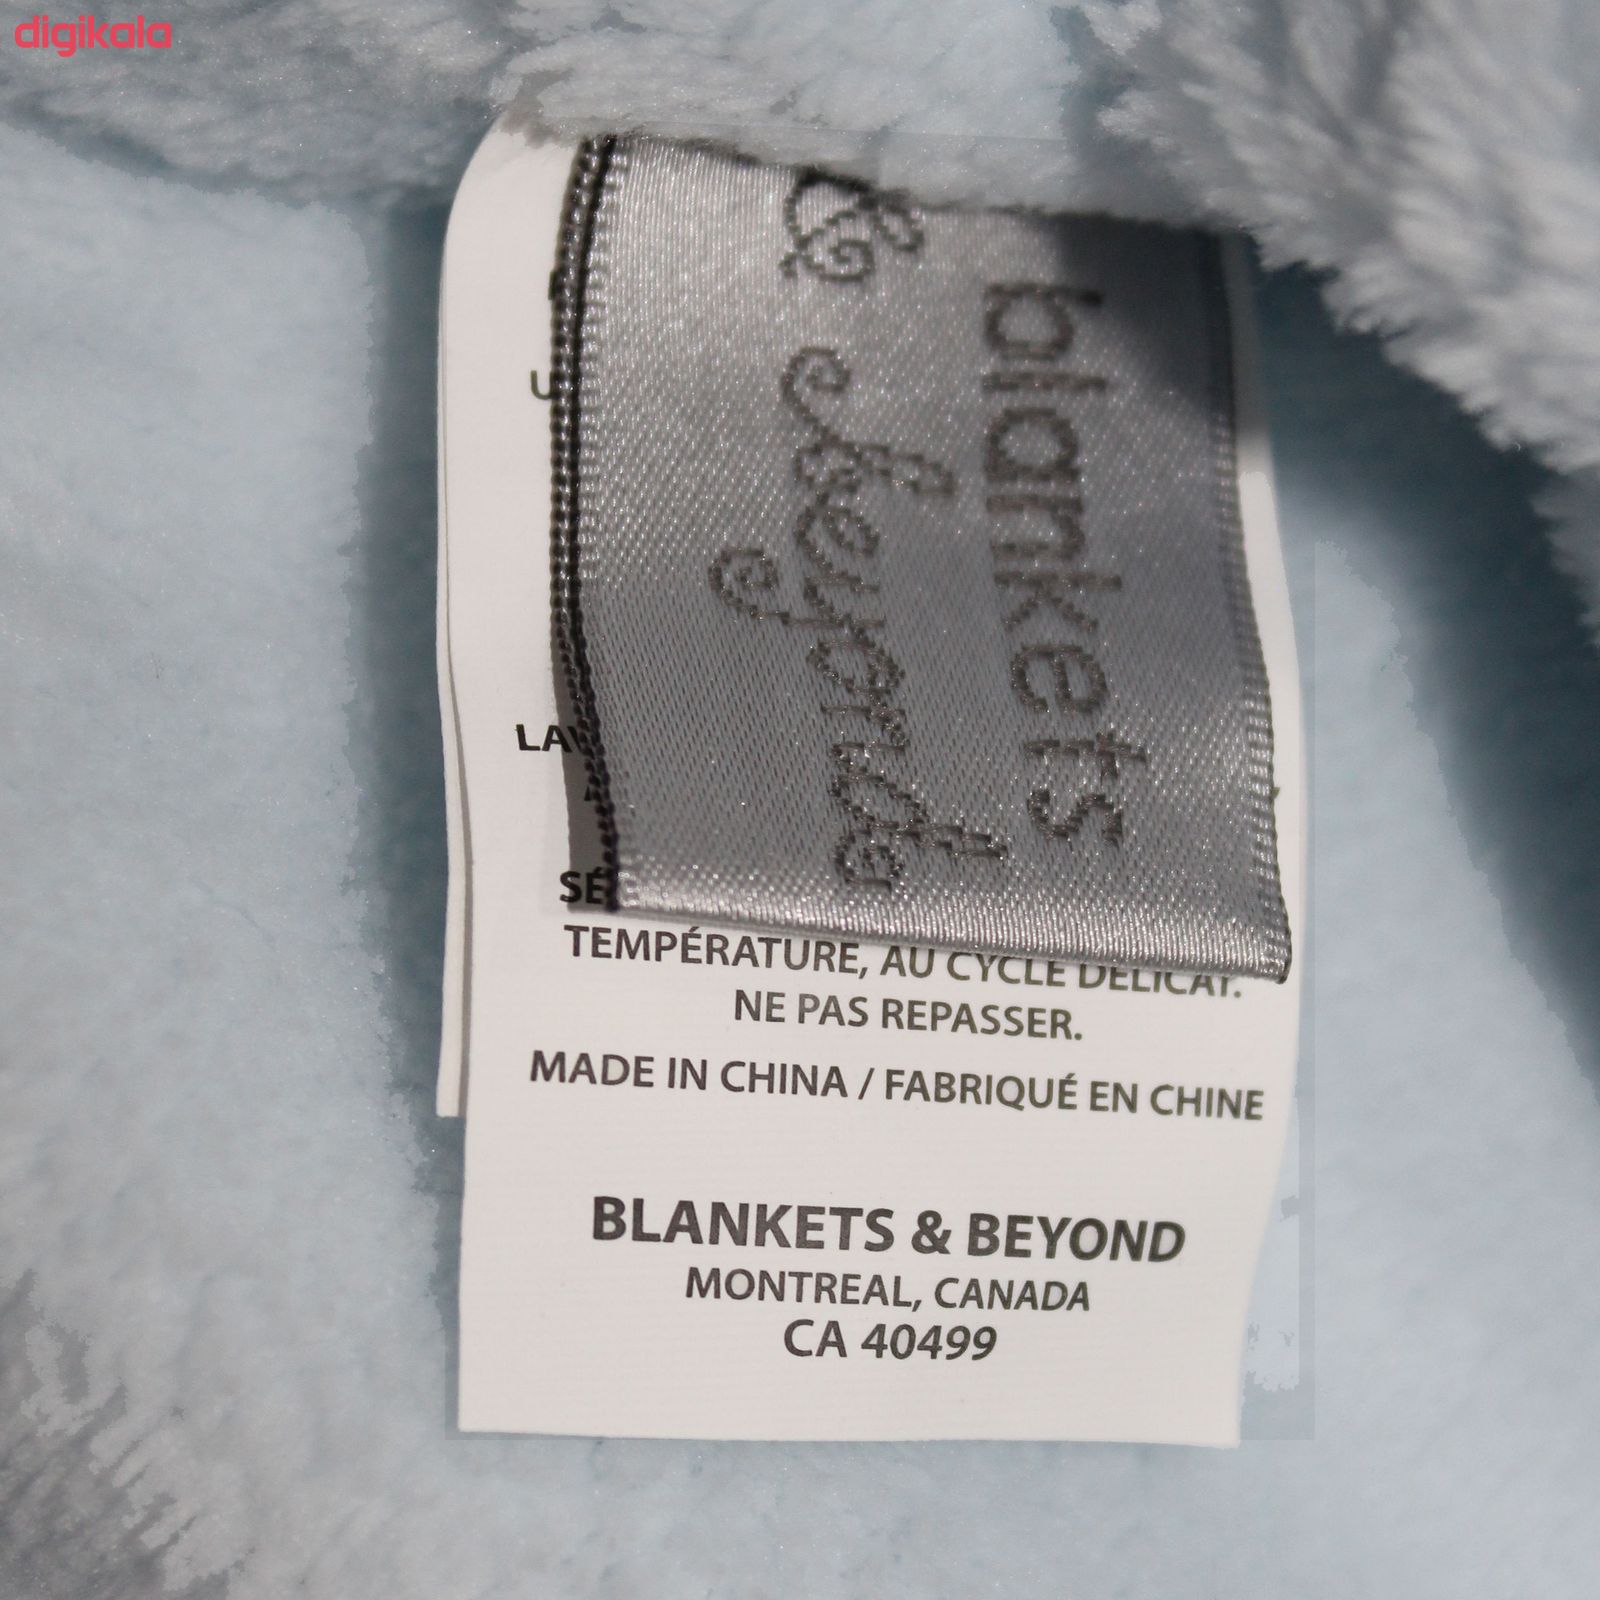 digikala
blankets
& beyond
TEMPÉRATURE, AU CYCLE DÉLICAT.
NE PAS REPASSER.
MADE IN CHINA / FABRIQUÉ EN CHINE
BLANKETS & BEYOND
MONTREAL, CANADA
CA 40499